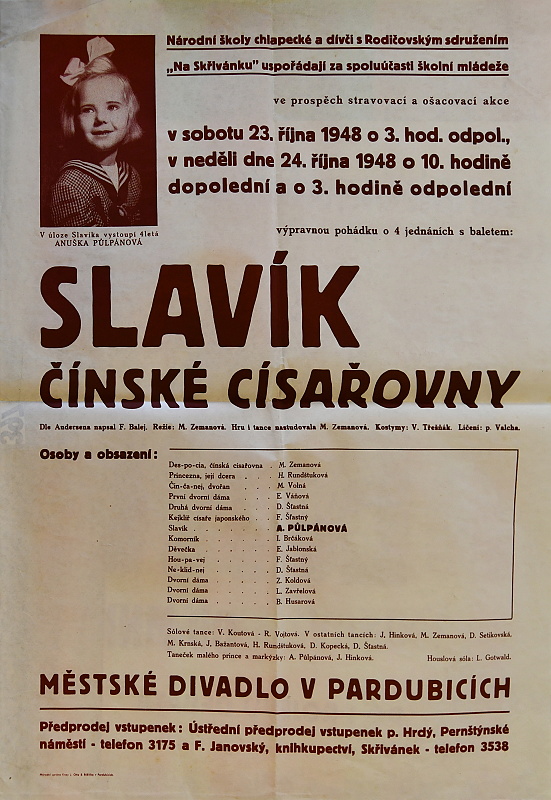 Národní školy chlapecké a dívčí s Rodičovským sdružením
„Na Skřivánku" uspořádají za spoluúčasti školní mládeže
ve prospěch stravovací a ošacovací akce
v sobotu 23. října 1948 o 3. hod. odpol.,
v neděli dne 24. října 1948 o 10. hodině
dopolední a o 3. hodině odpolední
V úloze Slavíka vystoupí 4letá
ANUŠKA PŮLPÁNOVÁ
výpravnou pohádku o 4 jednáních s baletem:
SLAVÍK
ČÍNSKÉ CÍSAŘOVNY
Dle Andersena napsal F. Balej. Režie: M. Zemanová. Hru i tance nastudovala M. Zemanová. Kostymy: V. Třešňák. Líčení: p. Valcha.
Osoby a obsazení:
Des-po-cia, čínská císařovna . M. Zemanová
Princezna, její dcera . . . H. Rundštuková
Čin-ča-nej, dvořan . . . M. Volná
První dvorní dáma . . . E. Váňová
Druhá dvorní dáma . . . D. Šťastná
Kejklíř císaře japonského . . F. Šťastný
Slavík . . . . . . A. PŮLPÁNOVÁ
Komorník . . . . . I. Brčáková
Děvečka . . . . . E. Jablonská
Hou-pa-vej . . . . . F. Šťastný
Ne-klid-nej . . . . . D. Šťastná
Dvorní dáma . . . . . Z. Koldová
Dvorní dáma . . . . . L. Zavřelová
Dvorní dáma . . . . . B. Husarová
Sólové tance: V. Koutová - R. Vojtová. V ostatních tancích: J, Hinková, M. Zemanová, D. Setikovská.
M. Krnská, J, Bažantová, H. Rundštuková, D. Kopecká, D. Šťastná.
Taneček malého prince a markýzky: A. Půlpánová, J. Hinková. Houslová sóla: L. Gotwald.
MĚSTSKÉ DIVADLO V PARDUBICÍCH
Předprodej vstupenek: Ústřední předprodej vstupenek p. Hrdý, Pernštýnské
náměstí - telefon 3175 a F. Janovský, knihkupectví, Skřivánek - telefon 3538